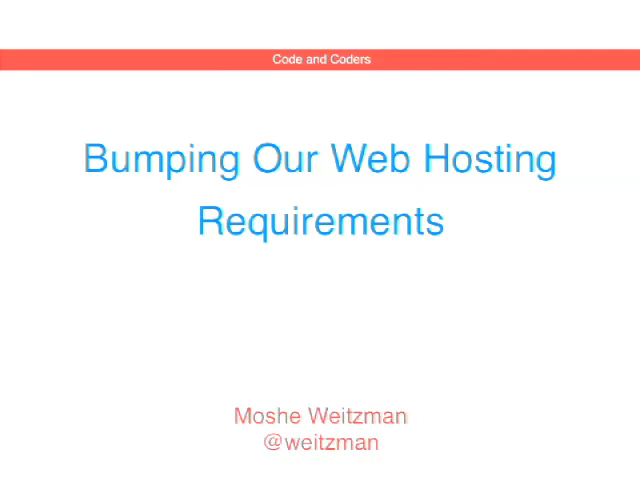 Code and Coders
Bumping Our Web Hosting
Requirements
Moshe Weitzman
@weitzman